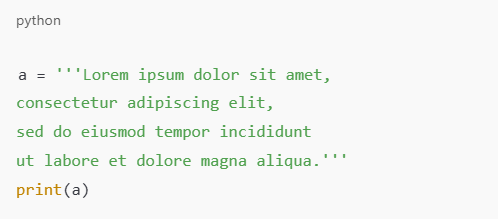 python
a = '''Lorem ipsum dolor sit amet,
consectetur adipiscing elit,
sed do eiusmod tempor incididunt
ut labore et dolore magna aliqua.'''
print(a)